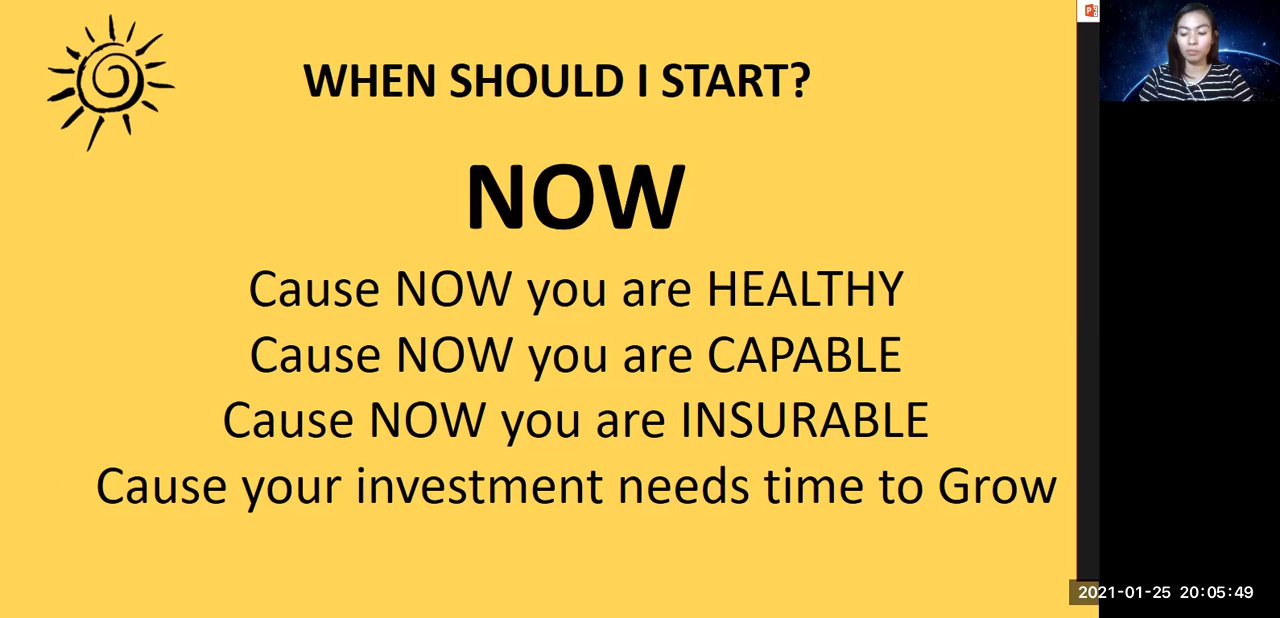 WHEN SHOULD I START?
NOW
Cause NOW you are HEALTHY
Cause NOW you are CAPABLE
Cause NOW you are INSURABLE
Cause your investment needs time to Grow
2021-01-25 20:05:49